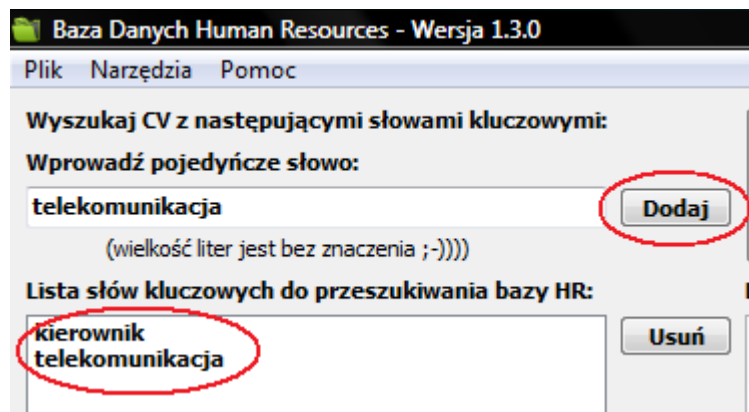 Baza Danych Human Resources - Wersja 1.3.0
Plik Narzędzia Pomoc
Wyszukaj CV z następującymi słowami kluczowymi:
Wprowadź pojedyńcze słowo:
telekomunikacja Dodaj
(wielkość liter jest bez znaczenia ;-))))
Lista słów kluczowych do przeszukiwania bazy HR:
kierownik Usuń
telekomunikacja